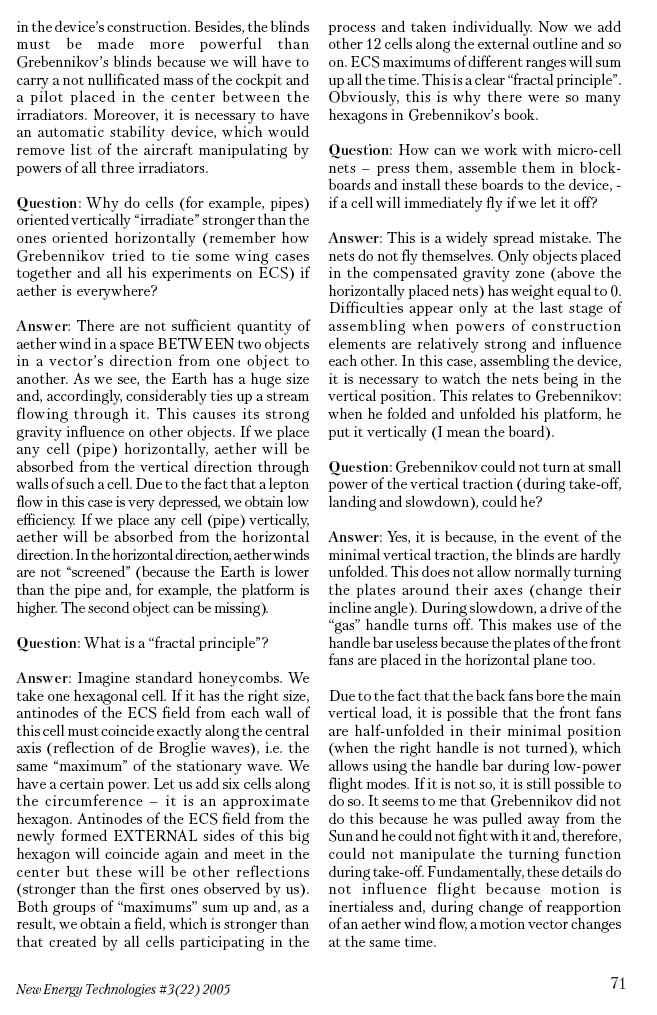 in the device's construction. Besides, the blinds
must be made more powerful than
Grebennikov's blinds because we will have to
carry a not nullificated mass of the cockpit and
a pilot placed in the center between the
irradiators. Moreover, it is necessary to have
an automatic stability device, which would
remove list of the aircraft manipulating by
powers of all three irradiators.

Question: Why do cells (for example, pipes)
oriented vertically "irradiate" stronger than the
ones oriented horizontally (remember how
Grebennikov tried to tie some wing cases
together and all his experiments on ECS) if
aether is everywhere?

Answer: There are not sufficient quantity of
aether wind in a space BETWEEN two objects
in a vector's direction from one object to
another. As we see, the Earth has a huge size
and, accordingly, considerably ties up a stream
flowing through it. This causes its strong
gravity influence on other objects. If we place
any cell (pipe) horizontally, aether will be
absorbed from the vertical direction through
walls of such a cell. Due to the fact that a lepton
flow in this case is very depressed, we obtain low
efficiency. If we place any cell (pipe) vertically,
aether will be absorbed from the horizontal
direction. In the horizontal direction, aether winds
are not "screened" (because the Earth is lower
than the pipe and, for example, the platform is
higher. The second object can be missing).

Question: What is a "fractal principle"?

Answer: Imagine standard honeycombs. We
take one hexagonal cell. If it has the right size,
antinodes of the ECS field from each wall of
this cell must coincide exactly along the central
axis (reflection of de Broglie waves), i.e. the
same "maximum" of the stationary wave. We
have a certain power. Let us add six cells along
the circumference – it is an approximate
hexagon. Antinodes of the ECS field from the
newly formed EXTERNAL sides of this big
hexagon will coincide again and meet in the
center but these will be other reflections
(stronger than the first ones observed by us).
Both groups of "maximums" sum up and, as a
result, we obtain a field, which is stronger than
that created by all cells participating in the
process and taken individually. Now we add
other 12 cells along the external outline and so
on. ECS maximums of different ranges will sum
up all the time. This is a clear "fractal principle".
Obviously, this is why there were so many
hexagons in Grebennikov's book.

Question: How can we work with micro-cell
nets – press them, assemble them in block-
boards and install these boards to the device, -
if a cell will immediately fly if we let it off?

Answer: This is a widely spread mistake. The
nets do not fly themselves. Only objects placed
in the compensated gravity zone (above the
horizontally placed nets) has weight equal to 0.
Difficulties appear only at the last stage of
assembling when powers of construction
elements are relatively strong and influence
each other. In this case, assembling the device,
it is necessary to watch the nets being in the
vertical position. This relates to Grebennikov:
when he folded and unfolded his platform, he
put it vertically (I mean the board).

Question: Grebennikov could not turn at small
power of the vertical traction (during take-off,
landing and slowdown), could he?

Answer: Yes, it is because, in the event of the
minimal vertical traction, the blinds are hardly
unfolded. This does not allow normally turning
the plates around their axes (change their
incline angle). During slowdown, a drive of the
"gas" handle turns off. This makes use of the
handle bar useless because the plates of the front
fans are placed in the horizontal plane too.

Due to the fact that the back fans bore the main
vertical load, it is possible that the front fans
are half-unfolded in their minimal position
(when the right handle is not turned), which
allows using the handle bar during low-power
flight modes. If it is not so, it is still possible to
do so. It seems to me that Grebennikov did not
do this because he was pulled away from the
Sun and he could not fight with it and, therefore,
could not manipulate the turning function
during take-off. Fundamentally, these details do
not influence flight because motion is
inertialess and, during change of reapportion
of an aether wind flow, a motion vector changes
at the same time.

New Energy Technologies #3(22) 2005
71